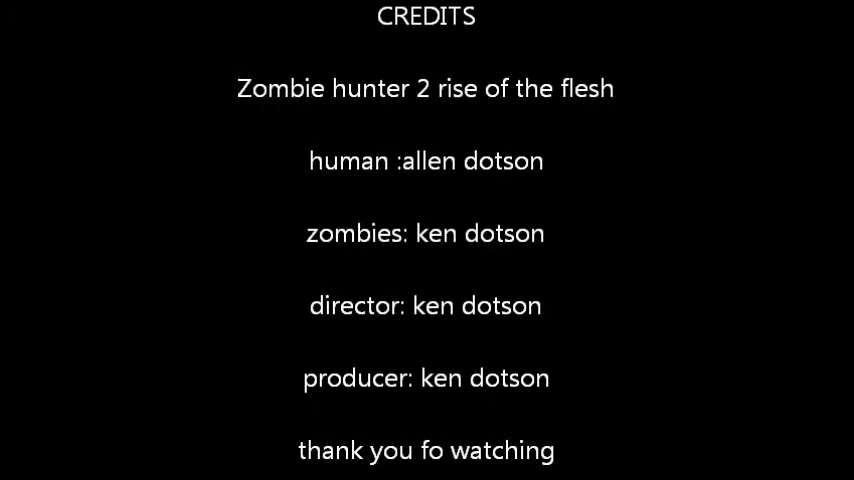 CREDITS
Zombie hunter 2 rise of the flesh
human :allen dotson
zombies: ken dotson
director: ken dotson
producer: ken dotson
thank you fo watching